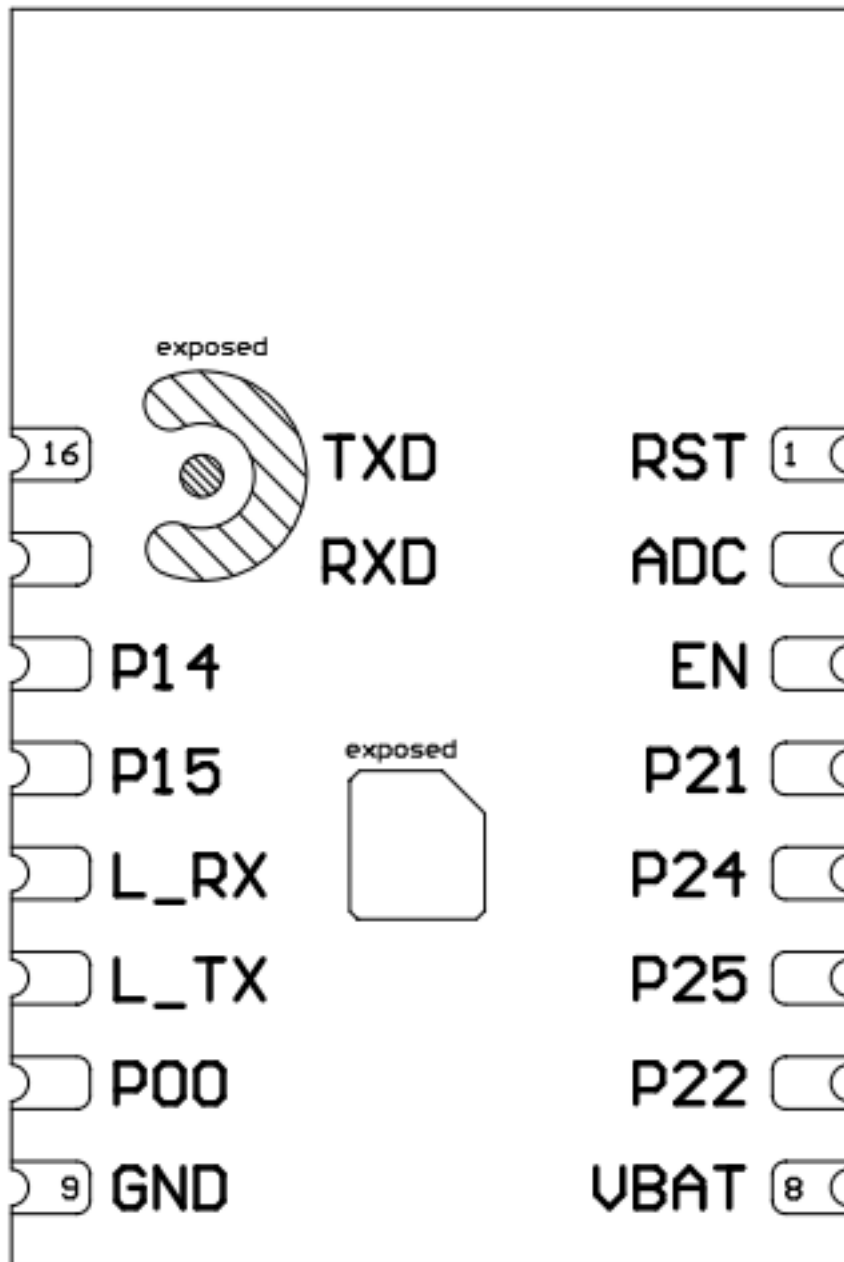 exposed
16 TXD RST 1
RXD ADC
P14 EN
exposed
P15 P21
L_RX P24
L_TX P25
P00 P22
9 GND VBAT 8